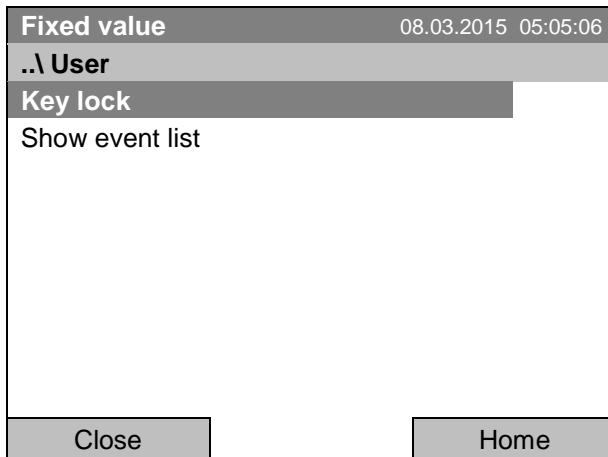 Fixed value 08.03.2015 05:05:06
..\ User
Key lock
Show event list
Close Home